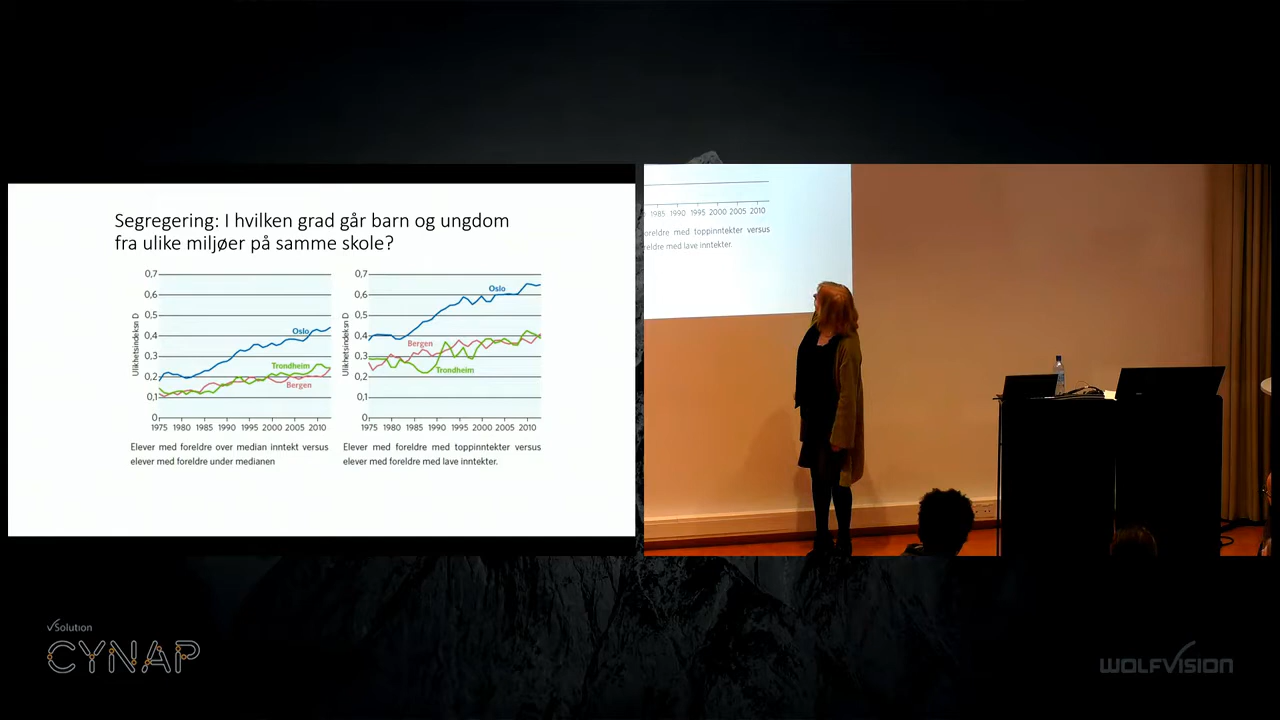 Segregering: I hvilken grad går barn og ungdom
fra ulike miljøer på samme skole?
Ulikhetsindeksn D
0,7
0,6
0,5
0,4
0,3
0,2
0,1
0
Oslo
Trondheim
Bergen
1975 1980 1985 1990 1995 2000 2005 2010
Elever med foreldre over median inntekt versus
elever med foreldre under medianen
Ulikhetsindeksn D
0,7
0,6
0,5
0,4
0,3
0,2
0,1
0
Oslo
Bergen
Trondheim
1975 1980 1985 1990 1995 2000 2005 2010
Elever med foreldre med toppinntekter versus
elever med foreldre med lave inntekter.
1985 1990 1995 2000 2005 2010
oreldre med toppinntekter versus
eldre med lave inntekter.
vSolution
CYNAP
WOLFVISION